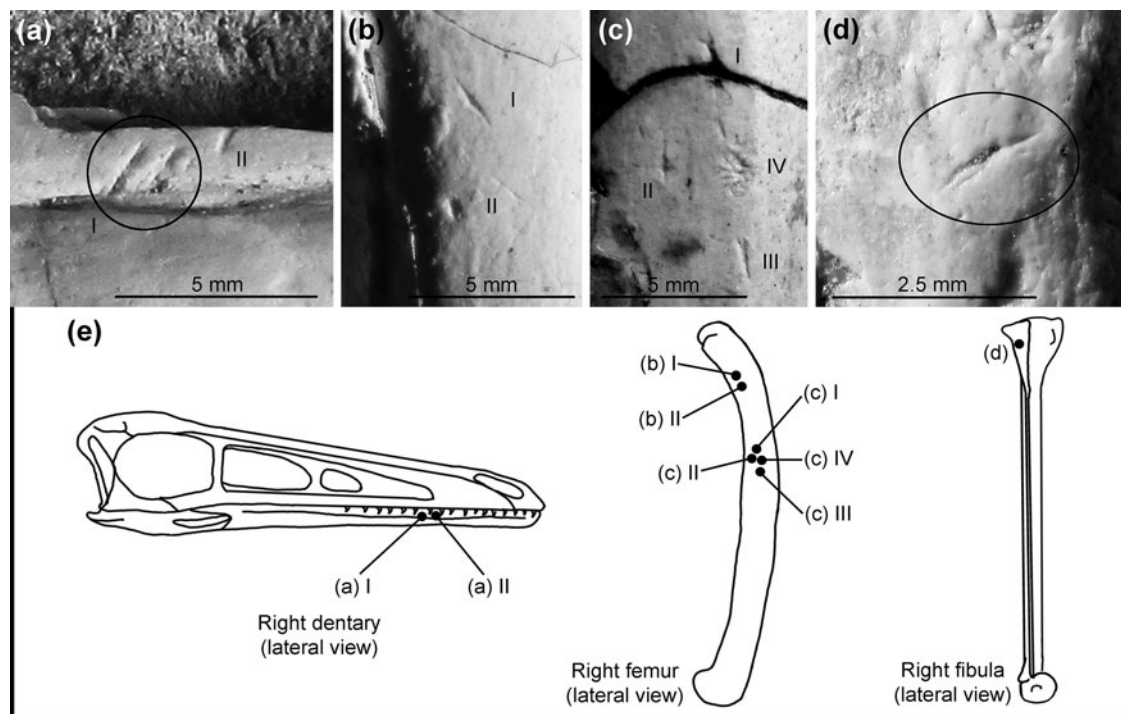 (a)
II
I
5 mm
(b)
I
II
5 mm
(c)
I
IV
II
III
5 mm
(d)
2.5 mm
(e)
(a) I
(a) II
Right dentary
(lateral view)
(b) I
(b) II
(c) I
(c) II
(c) IV
(c) III
Right femur
(lateral view)
(d)
Right fibula
(lateral view)